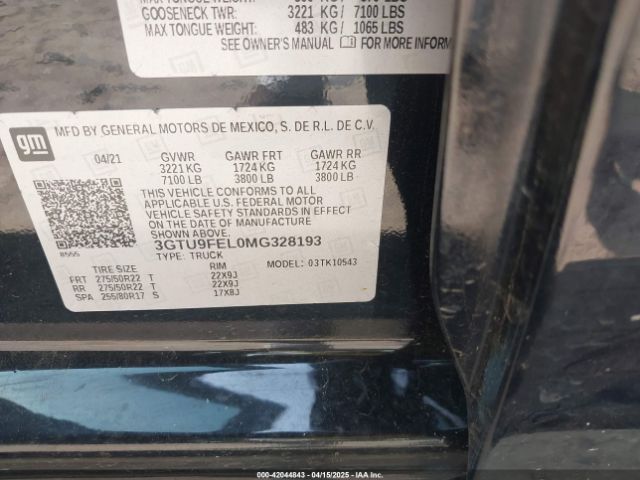 MAX TONGUE WEIGHT:
GOOSENECK TWR: 3221 KG / 7100 LBS
MAX TONGUE WEIGHT: 483 KG / 1065 LBS
SEE OWNER'S MANUAL FOR MORE INFORM
gm
MFD BY GENERAL MOTORS DE MEXICO, S. DE R.L. DE C.V.
04/21 GVWR GAWR FRT GAWR RR
3221 KG 1724 KG 1724 KG
7100 LB 3800 LB 3800 LB
THIS VEHICLE CONFORMS TO ALL
APPLICABLE U.S. FEDERAL MOTOR
VEHICLE SAFETY STANDARDS IN EFFECT
ON THE DATE OF MANUFACTURE SHOWN ABOVE.
3GTU9FEL0MG328193
8555 TYPE: TRUCK MODEL: 03TK10543
TIRE SIZE RIM
FRT 275/50R22 T 22X9J
RR 275/50R22 T 22X9J
SPA 255/80R17 S 17X8J
000-42044843 - 04/15/2025 - IAA Inc.